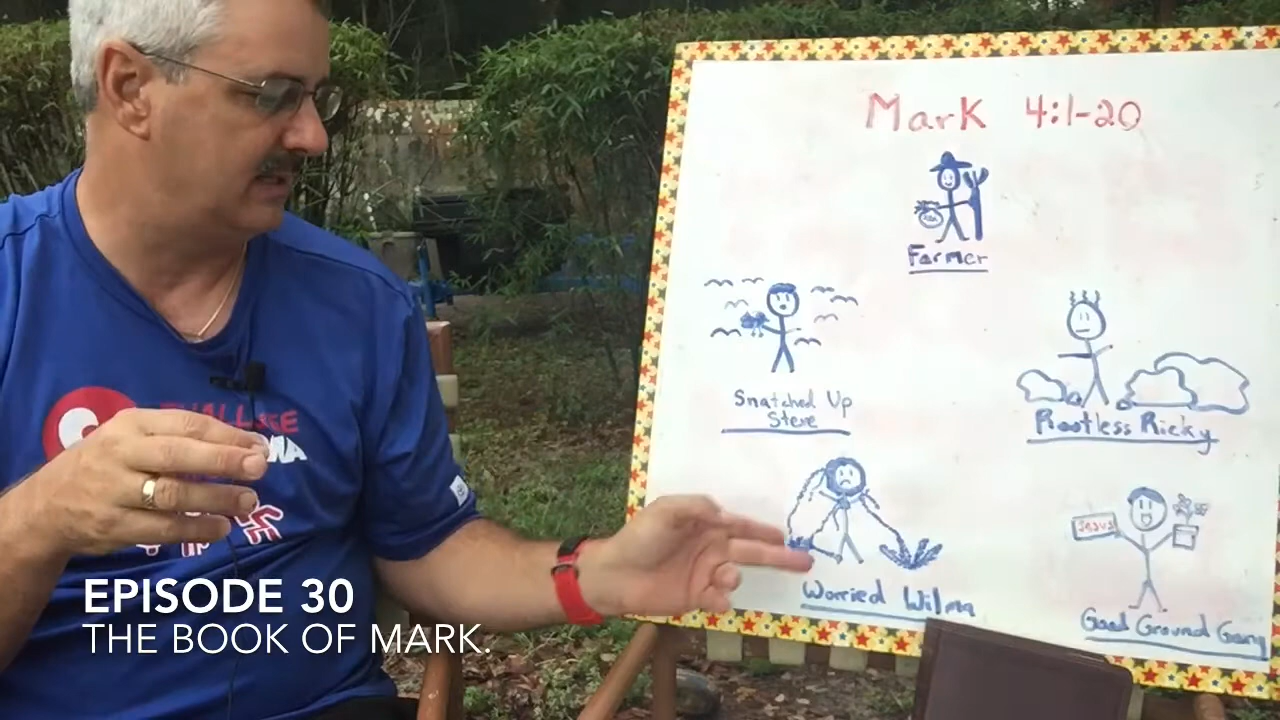 Mark 4:1-20
Farmer
Snatched Up
Steve
Rootless Ricky
Worried Wilma
Jesus
Good Ground Gary
EPISODE 30
THE BOOK OF MARK.